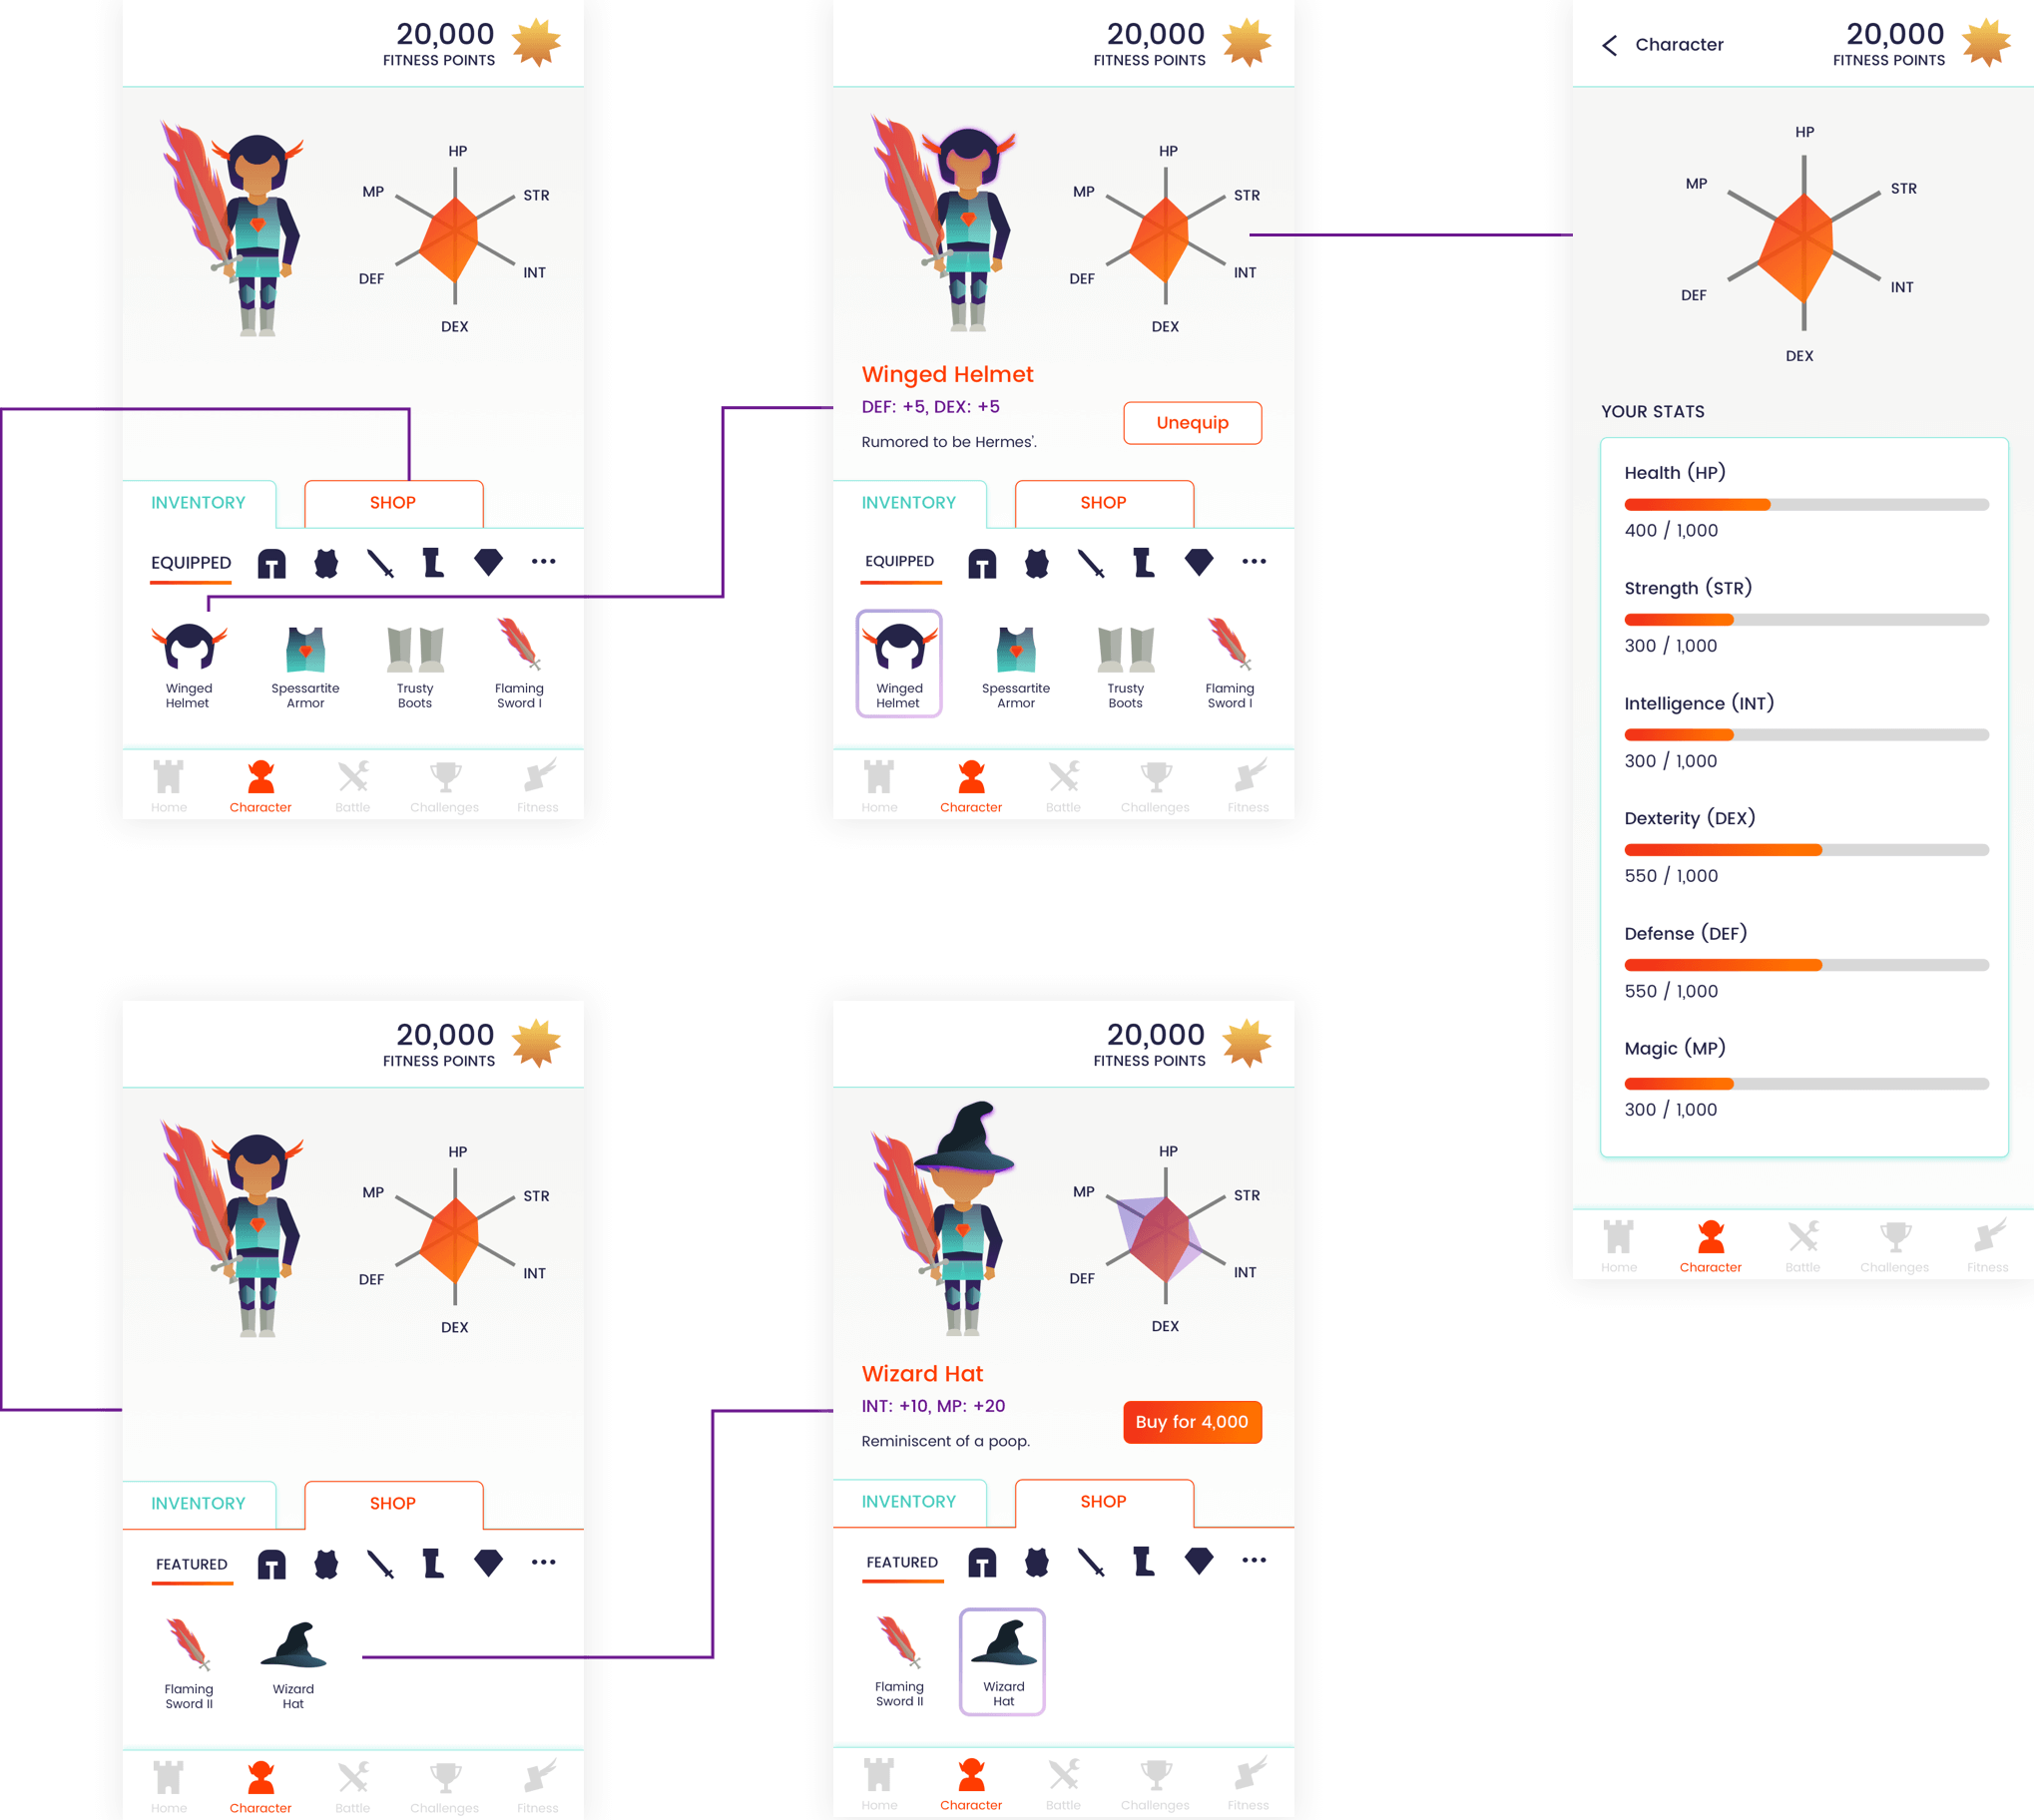 20,000
FITNESS POINTS
HP
MP
STR
DEF
INT
DEX
INVENTORY
SHOP
EQUIPPED
Winged
Helmet
Spessartite
Armor
Trusty
Boots
Flaming
Sword I
Home
Character
Battle
Challenges
Fitness
20,000
FITNESS POINTS
HP
MP
STR
DEF
INT
DEX
Winged Helmet
DEF: +5, DEX: +5
Unequip
Rumored to be Hermes'.
INVENTORY
SHOP
EQUIPPED
Winged
Helmet
Spessartite
Armor
Trusty
Boots
Flaming
Sword I
Home
Character
Battle
Challenges
Fitness
Character
20,000
FITNESS POINTS
HP
MP
STR
DEF
INT
DEX
YOUR STATS
Health (HP)
400 / 1,000
Strength (STR)
300 / 1,000
Intelligence (INT)
300 / 1,000
Dexterity (DEX)
550 / 1,000
Defense (DEF)
550 / 1,000
Magic (MP)
300 / 1,000
Home
Character
Battle
Challenges
Fitness
20,000
FITNESS POINTS
HP
MP
STR
DEF
INT
DEX
INVENTORY
SHOP
FEATURED
Flaming
Sword II
Wizard
Hat
Home
Character
Battle
Challenges
Fitness
20,000
FITNESS POINTS
HP
MP
STR
DEF
INT
DEX
Wizard Hat
INT: +10, MP: +20
Buy for 4,000
Reminiscent of a poop.
INVENTORY
SHOP
FEATURED
Flaming
Sword II
Wizard
Hat
Home
Character
Battle
Challenges
Fitness